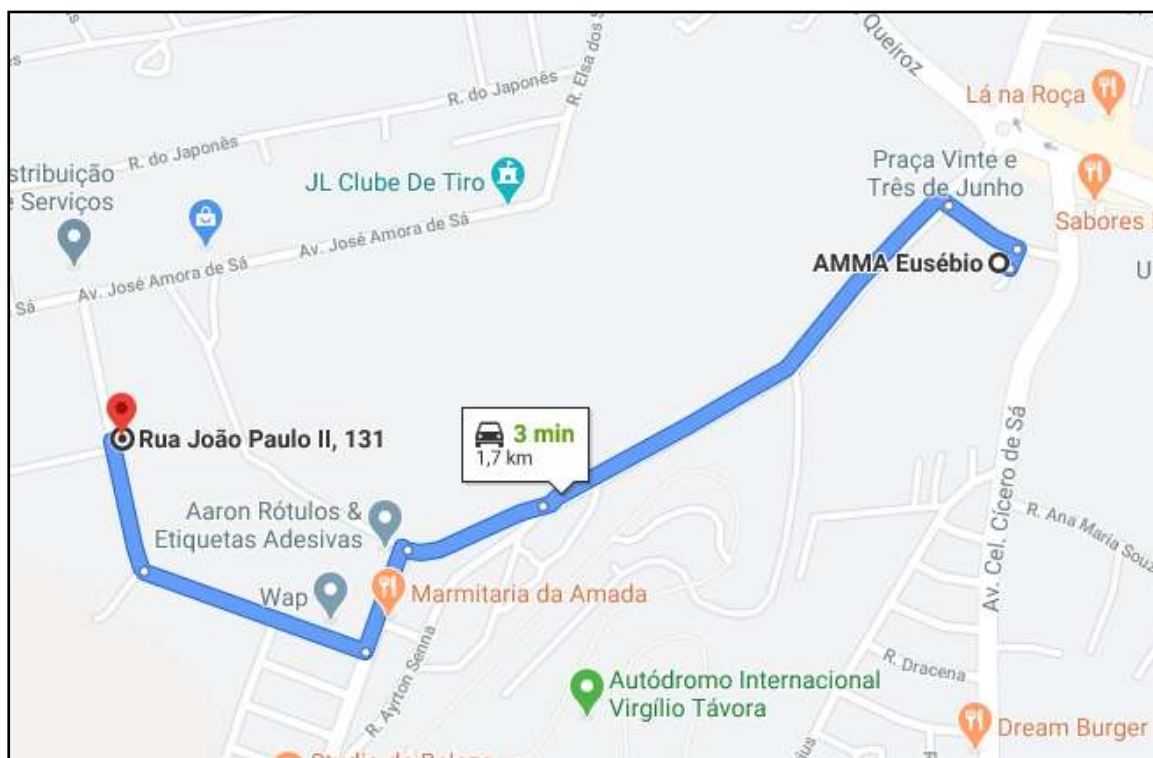 Queiroz
Lá na Roça
R. Elsa dos S
R. do Japonês
R. do Japonês
Praça Vinte e
Três de Junho
stribuição
e Serviços
JL Clube De Tiro
Sabores
Av. José Amora de Sá
AMMA Eusébio
U
Av. José Amora de Sá
Sá
3 min
1,7 km
Rua João Paulo II, 131
Av. Cel. Cícero de Sá
Aaron Rótulos &
Etiquetas Adesivas
R. Ana Maria Souz
Wap
Marmitaria da Amada
R. Ayrton Senna
R. Dracena
Autódromo Internacional
Virgílio Távora
Dream Burger